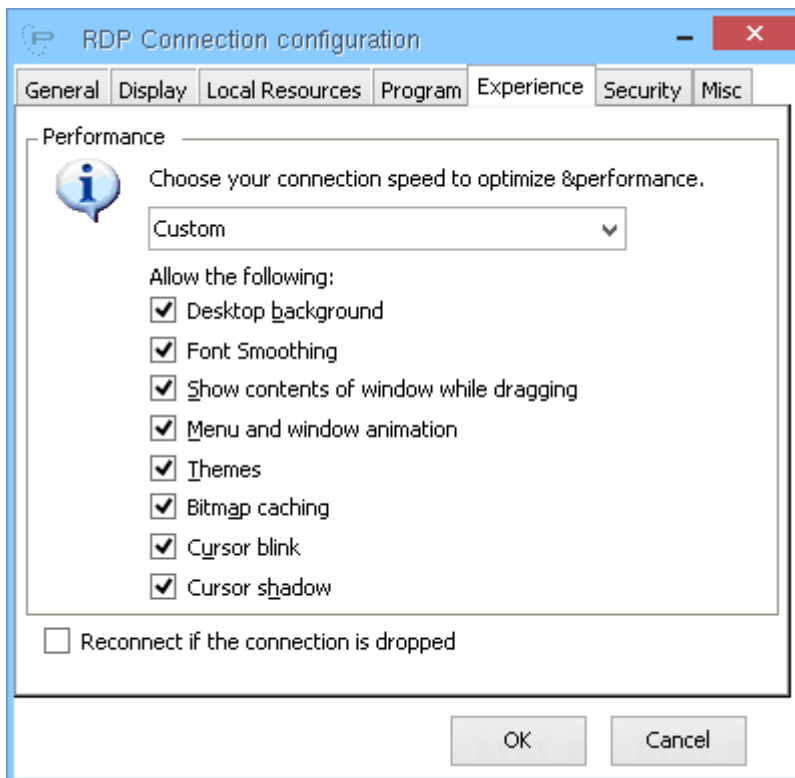 RDP Connection configuration
General Display Local Resources Program Experience Security Misc
Performance
Choose your connection speed to optimize &performance.
Custom
Allow the following:
Desktop background
Font Smoothing
Show contents of window while dragging
Menu and window animation
Themes
Bitmap caching
Cursor blink
Cursor shadow
Reconnect if the connection is dropped
OK Cancel